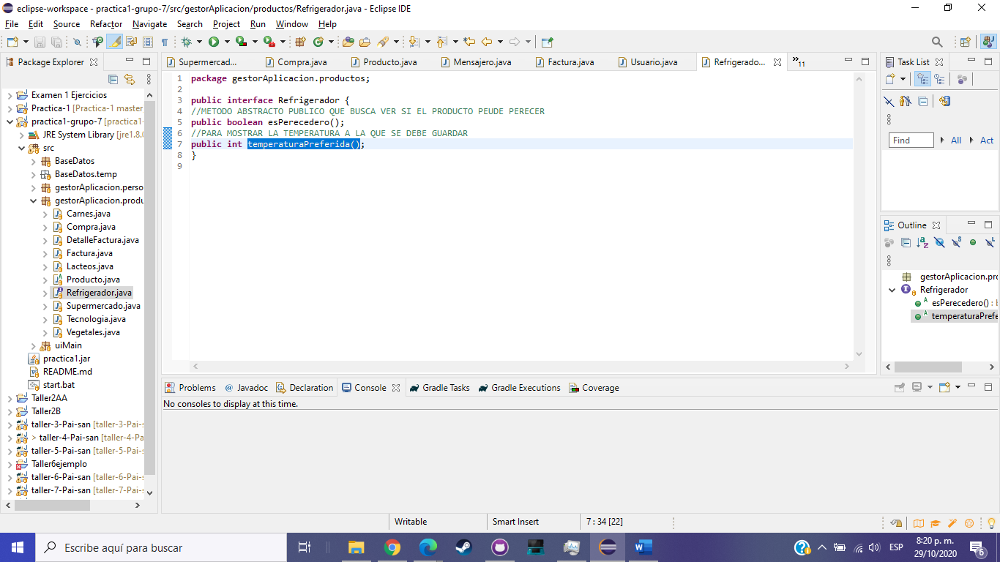 eclipse-workspace - practica1-grupo-7/src/gestorAplicacion/productos/Refrigerador.java - Eclipse IDE
File Edit Source Refactor Navigate Search Project Run Window Help
Package Explorer
Supermercad... Compra.java Producto.java Mensajero.java Factura.java Usuario.java Refrigerado... »11
Task List
Examen 1 Ejercicios
Practica-1 [Practica-1 master
practica1-grupo-7 [practica1-
JRE System Library [jre1.8.0
src
BaseDatos
BaseDatos.temp
gestorAplicacion.perso
gestorAplicacion.produ
Carnes.java
Compra.java
DetalleFactura.java
Factura.java
Lacteos.java
Producto.java
Refrigerador.java
Supermercado.java
Tecnologia.java
Vegetales.java
uiMain
practica1.jar
README.md
start.bat
Taller2AA
Taller2B
taller-3-Pai-san [taller-3-Pai-s
> taller-4-Pai-san [taller-4-Pa
taller-5-Pai-san [taller-5-Pai-s
Taller6ejemplo
taller-6-Pai-san [taller-6-Pai-s
taller-7-Pai-san [taller-7-Pai-s
1 package gestorAplicacion.productos;
2
3 public interface Refrigerador {
4 //METODO ABSTRACTO PUBLICO QUE BUSCA VER SI EL PRODUCTO PEUDE PERECER
5 public boolean esPerecedero();
6 //PARA MOSTRAR LA TEMPERATURA A LA QUE SE DEBE GUARDAR
7 public int temperaturaPreferida();
8 }
9
Find All Act
Outline
gestorAplicacion.pro
Refrigerador
esPerecedero() : b
temperaturaPrefe
Problems @ Javadoc Declaration Console Gradle Tasks Gradle Executions Coverage
No consoles to display at this time.
Writable Smart Insert 7 : 34 [22]
Escribe aquí para buscar
ESP
8:20 p. m.
29/10/2020
6